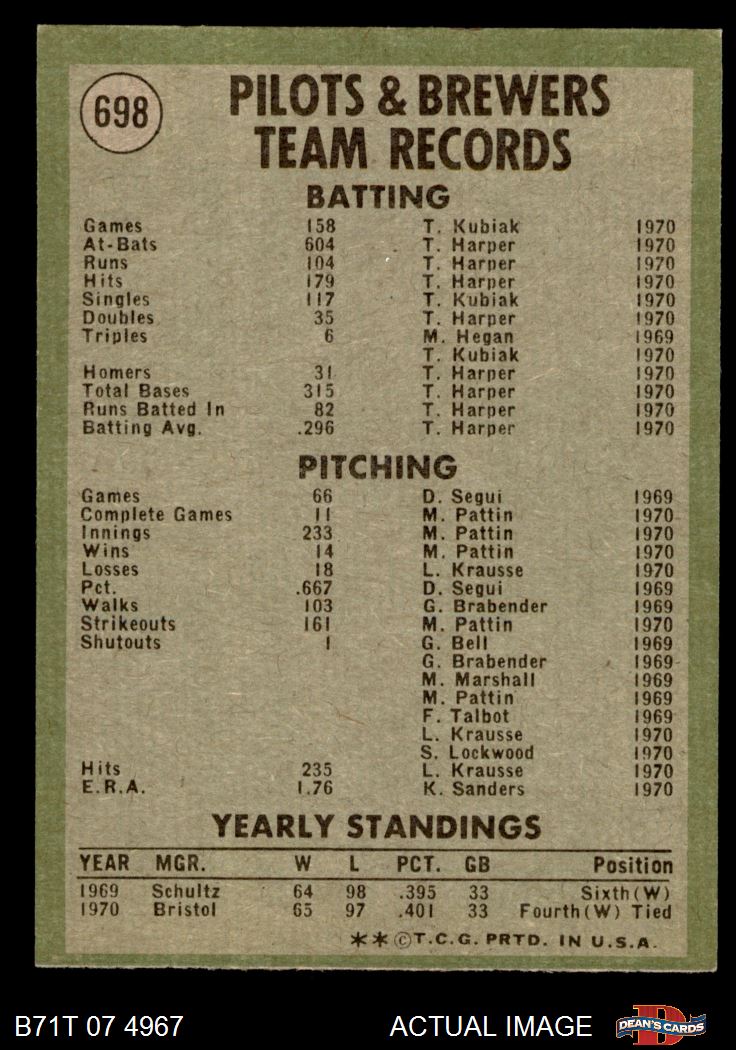 698
PILOTS & BREWERS
TEAM RECORDS
BATTING
Games 158 T. Kubiak 1970
At-Bats 604 T. Harper 1970
Runs 104 T. Harper 1970
Hits 179 T. Harper 1970
Singles 117 T. Kubiak 1970
Doubles 35 T. Harper 1970
Triples 6 M. Hegan 1969
T. Kubiak 1970
Homers 31 T. Harper 1970
Total Bases 315 T. Harper 1970
Runs Batted In 82 T. Harper 1970
Batting Avg. .296 T. Harper 1970
PITCHING
Games 66 D. Segui 1969
Complete Games 11 M. Pattin 1970
Innings 233 M. Pattin 1970
Wins 14 M. Pattin 1970
Losses 18 L. Krausse 1970
Pct. .667 D. Segui 1969
Walks 103 G. Brabender 1969
Strikeouts 161 M. Pattin 1970
Shutouts 1 G. Bell 1969
G. Brabender 1969
M. Marshall 1969
M. Pattin 1969
F. Talbot 1969
L. Krausse 1970
S. Lockwood 1970
Hits 235 L. Krausse 1970
E.R.A. 1.76 K. Sanders 1970
YEARLY STANDINGS
YEAR MGR. W L PCT. GB Position
1969 Schultz 64 98 .395 33 Sixth(W)
1970 Bristol 65 97 .401 33 Fourth(W) Tied
**©T.C.G. PRTD. IN U.S.A.
B71T 07 4967 ACTUAL IMAGE DEAN'S CARDS